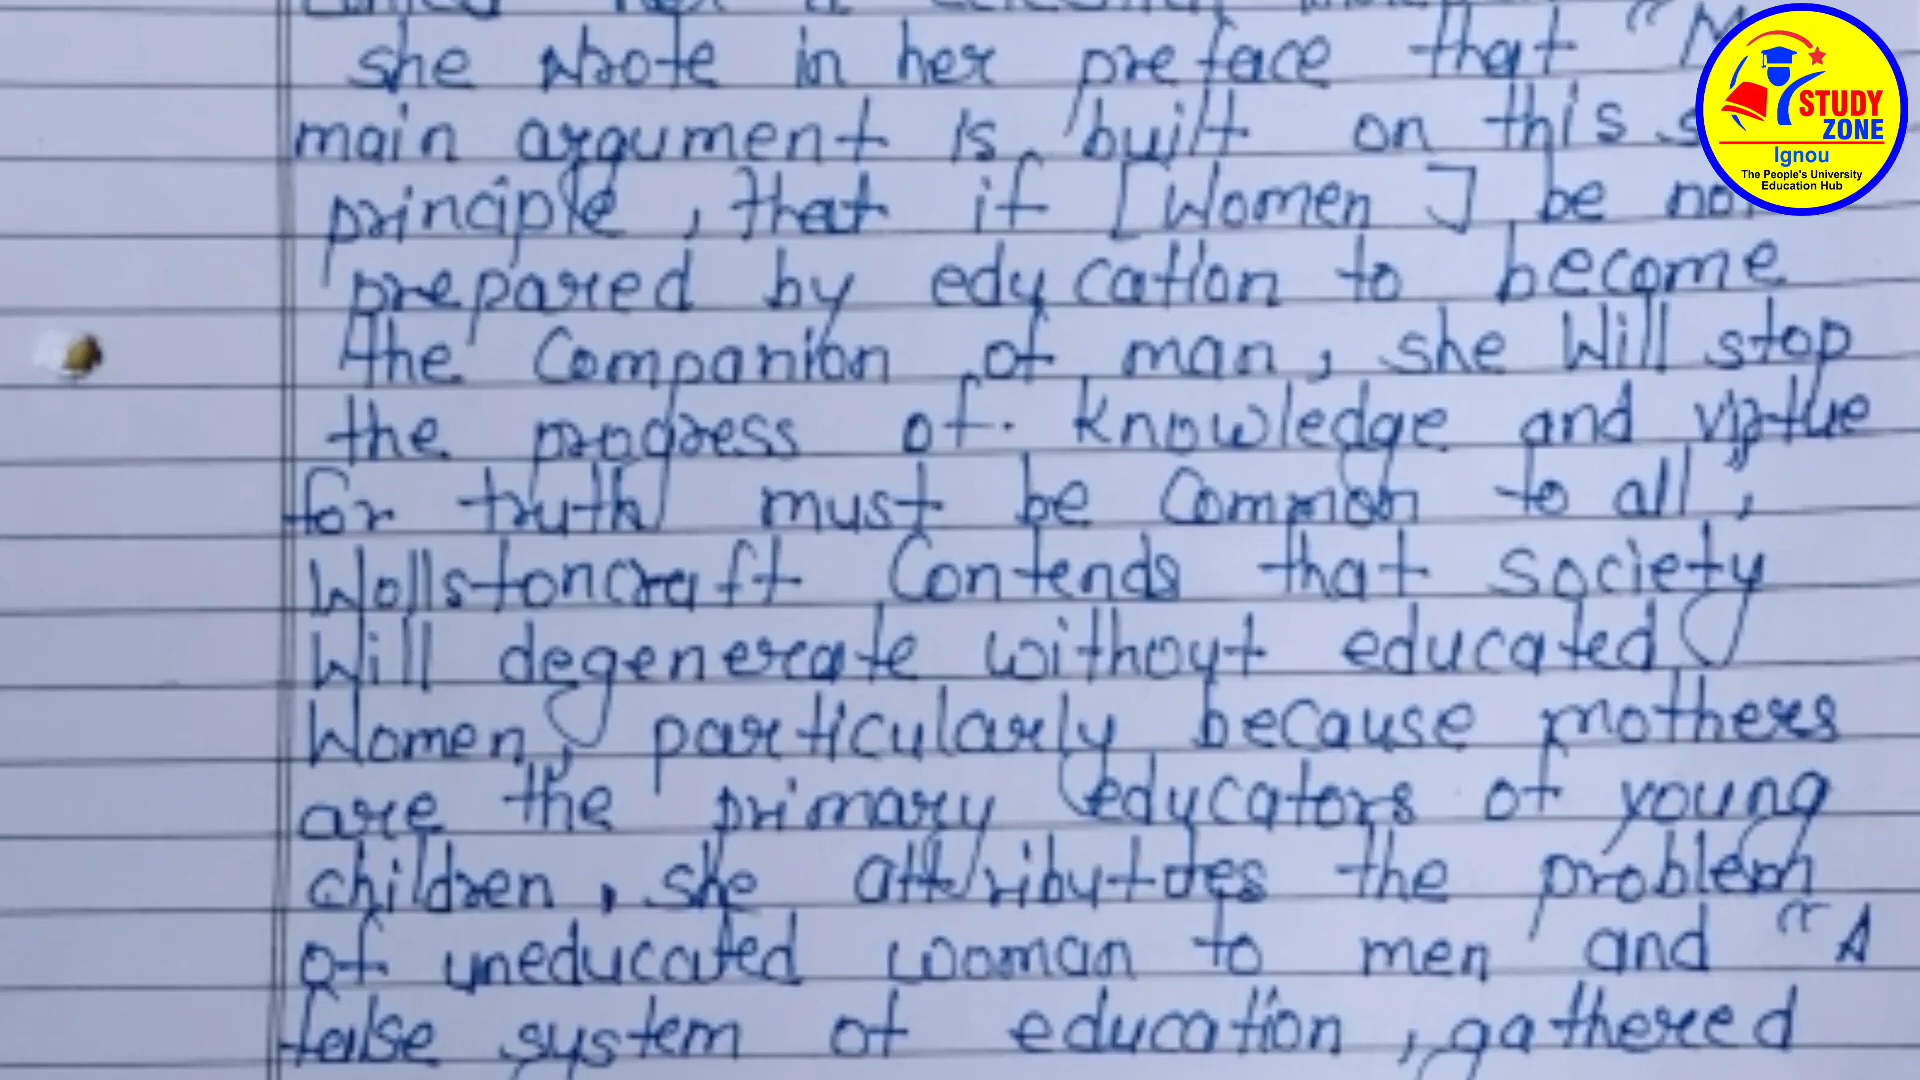 she wrote in her preface that "M
main argument is built on this s
principle, that if [Women] be not
prepared by education to become
the Companion of man, she Will stop
the progress of knowledge and virtue
for truth must be Common to all,
Wollstoncraft Contends that society
Will degenerate without educated
Women, particularly because mothers
are the primary educators of young
children, she attributes the problem
of uneducated woman to men and "A
false system of education, gathered
STUDY
ZONE
Ignou
The People's University
Education Hub